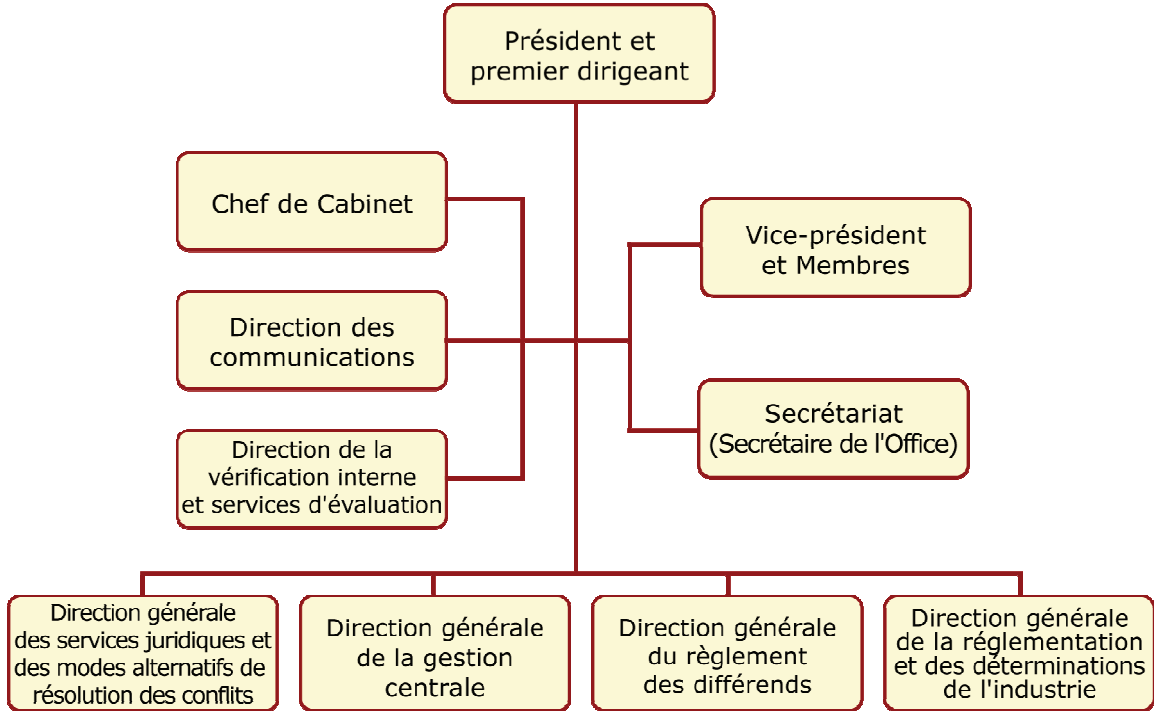 Président et
premier dirigeant
Chef de Cabinet
Vice-président
et Membres
Direction des
communications
Secrétariat
(Secrétaire de l'Office)
Direction de la
vérification interne
et services d'évaluation
Direction générale
des services juridiques et
des modes alternatifs de
résolution des conflits
Direction générale
de la gestion
centrale
Direction générale
du règlement
des différends
Direction générale
de la réglementation
et des déterminations
de l'industrie